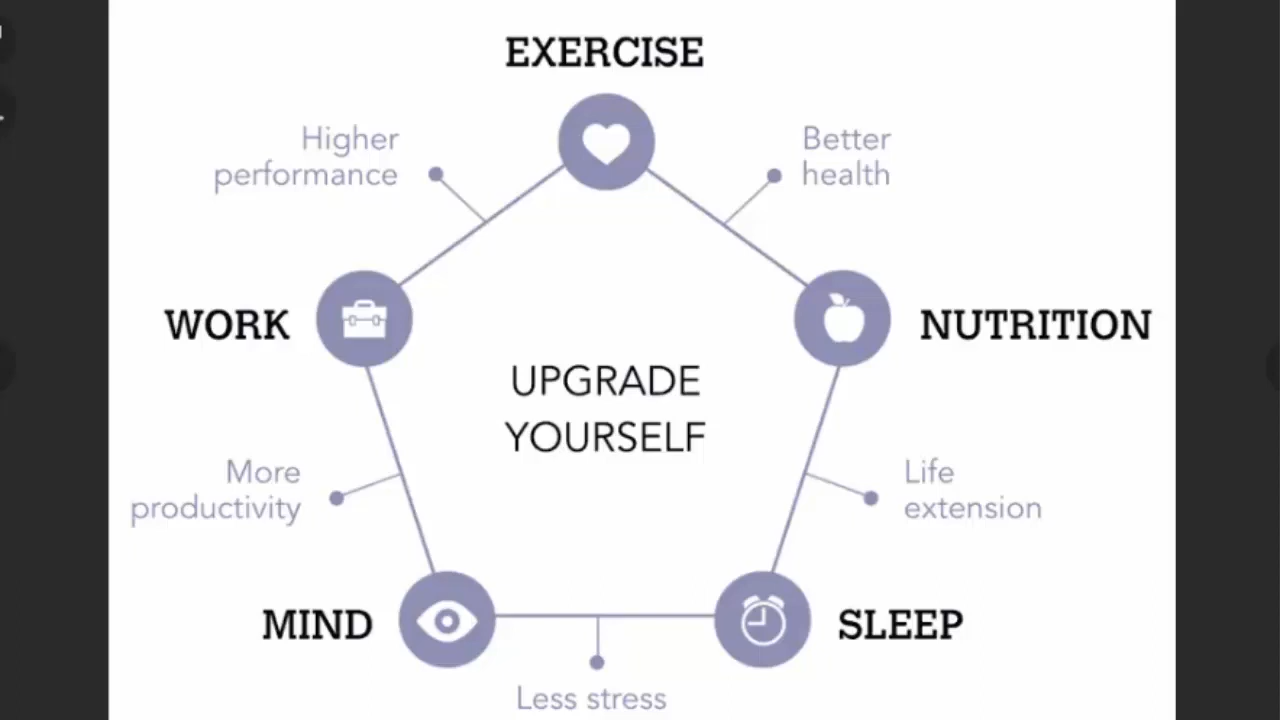 EXERCISE
Higher
performance
Better
health
WORK
NUTRITION
UPGRADE
YOURSELF
More
productivity
Life
extension
MIND
SLEEP
Less stress